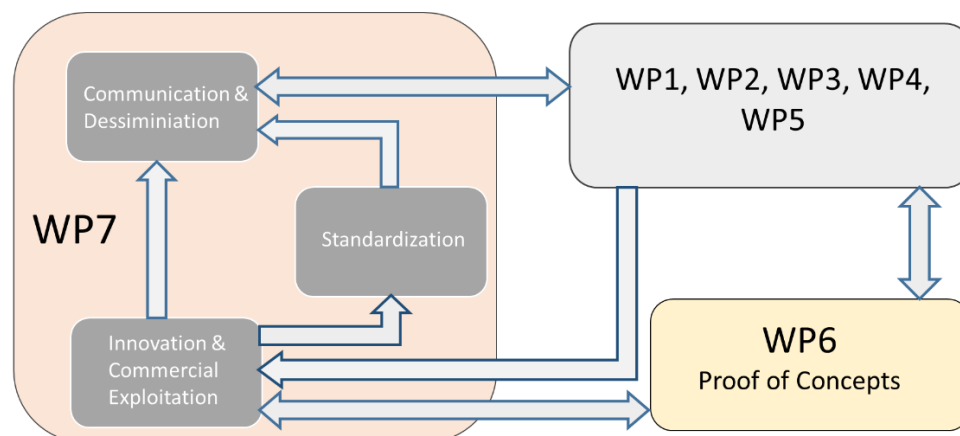 Communication &
Dessiminiation
WP1, WP2, WP3, WP4,
WP5
WP7
Standardization
Innovation &
Commercial
Exploitation
WP6
Proof of Concepts